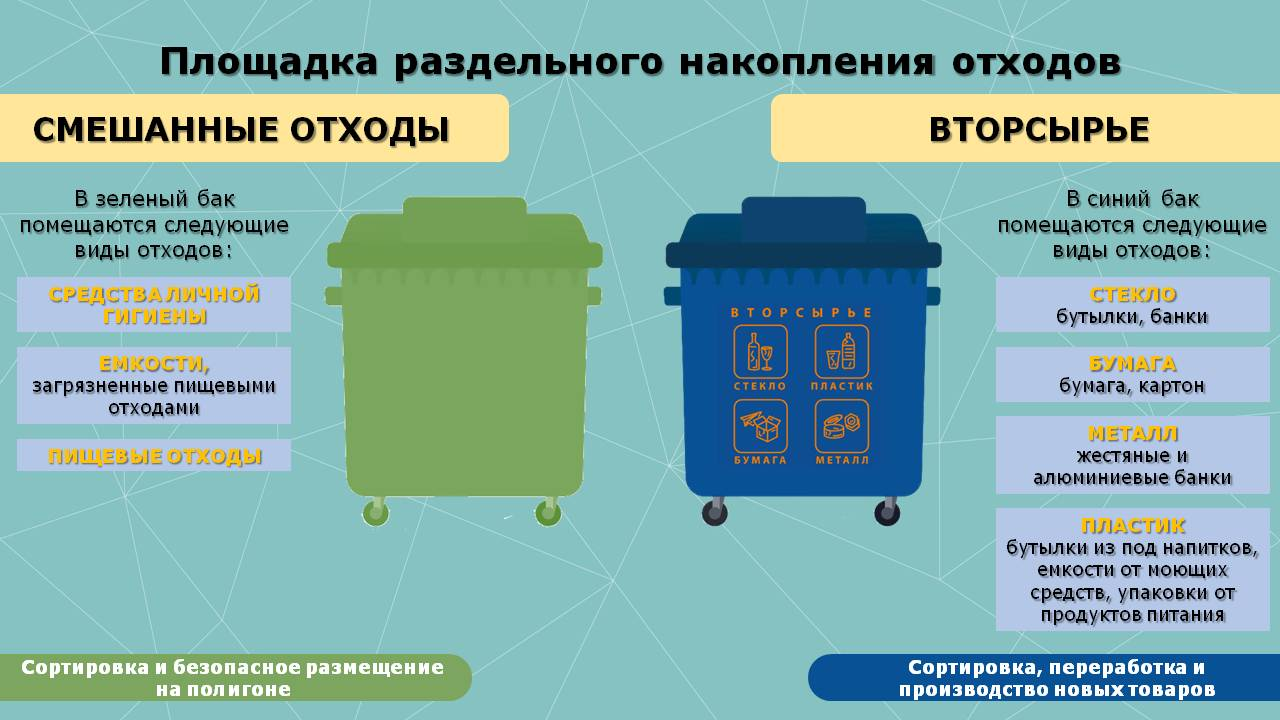 Площадка раздельного накопления отходов
СМЕШАННЫЕ ОТХОДЫ
В зеленый бак
помещаются следующие
виды отходов:
СРЕДСТВА ЛИЧНОЙ
ГИГИЕНЫ
ЕМКОСТИ,
загрязненные пищевыми
отходами
ПИЩЕВЫЕ ОТХОДЫ
Сортировка и безопасное размещение
на полигоне
ВТОРСЫРЬЕ
СТЕКЛО ПЛАСТИК
БУМАГА МЕТАЛЛ
ВТОРСЫРЬЕ
В синий бак
помещаются следующие
виды отходов:
СТЕКЛО
бутылки, банки
БУМАГА
бумага, картон
МЕТАЛЛ
жестяные и
алюминиевые банки
ПЛАСТИК
бутылки из под напитков,
емкости от моющих
средств, упаковки от
продуктов питания
Сортировка, переработка и
производство новых товаров